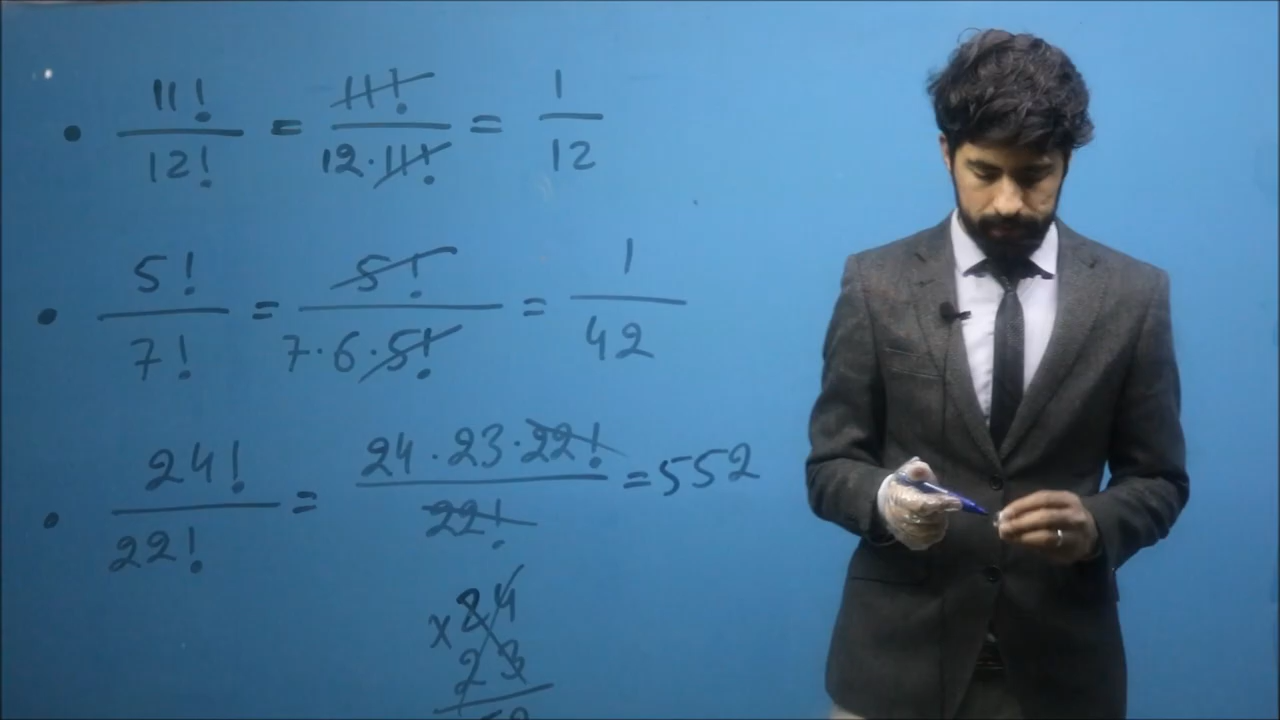 • 11!/12! = 11!/12·11! = 1/12
• 5!/7! = 5!/7·6·5! = 1/42
• 24!/22! = 24·23·22!/22! = 552
x 24
23